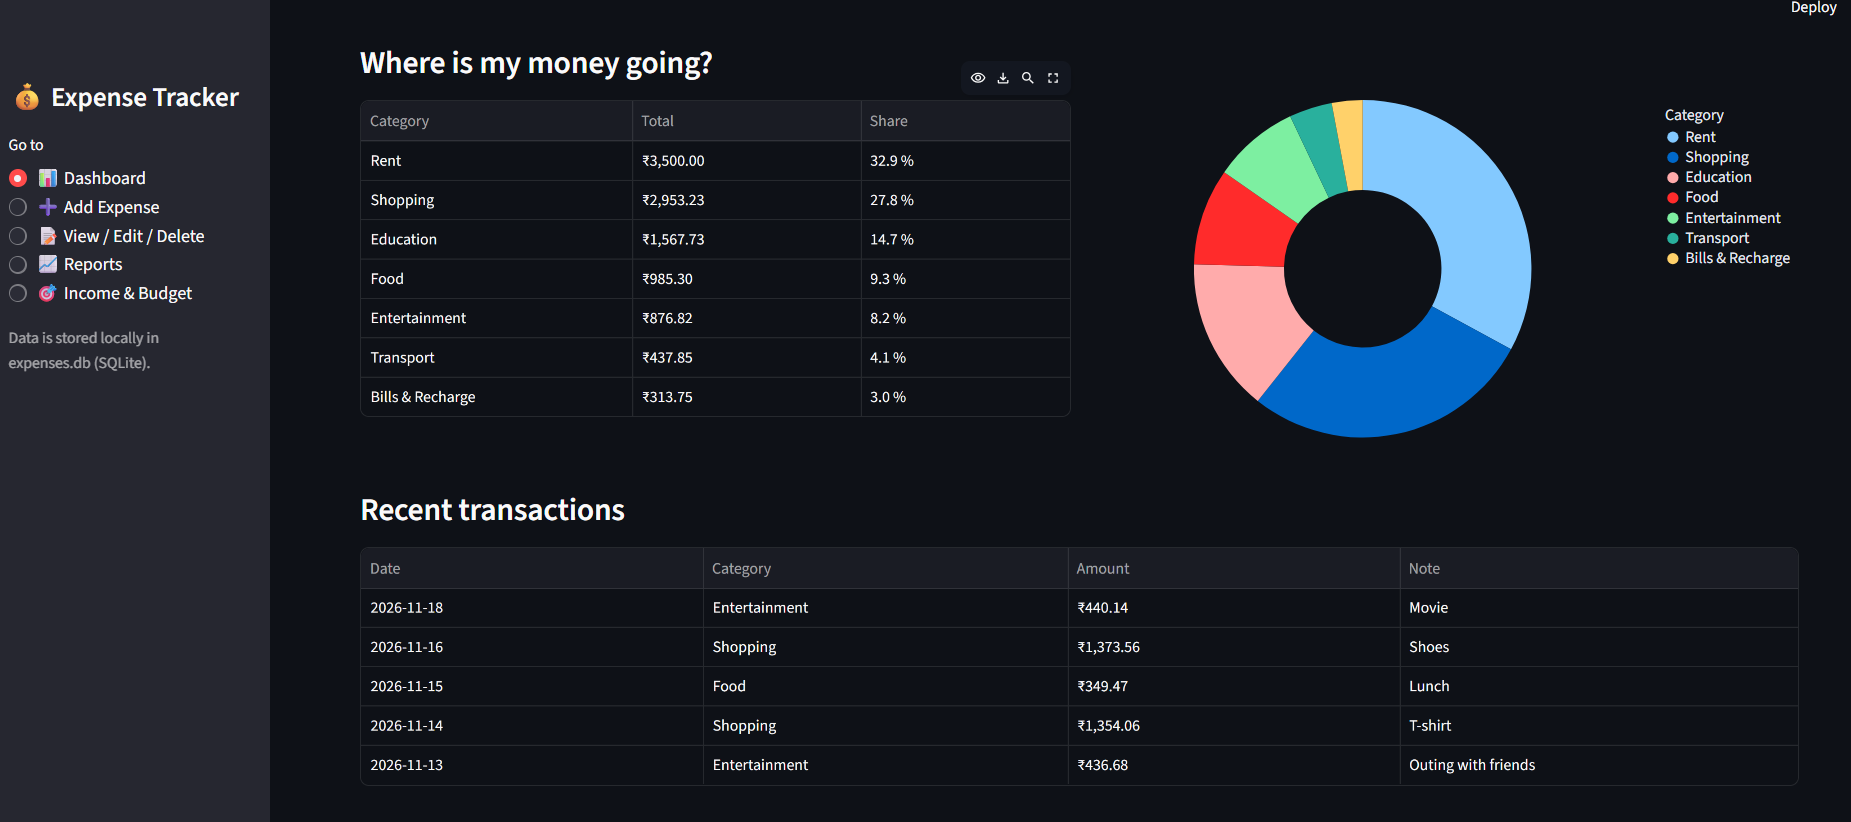 Deploy
💰 Expense Tracker
Go to
📊 Dashboard
➕ Add Expense
📝 View / Edit / Delete
📈 Reports
🎯 Income & Budget
Data is stored locally in
expenses.db (SQLite).
Where is my money going?
Category Total Share
Rent ₹3,500.00 32.9 %
Shopping ₹2,953.23 27.8 %
Education ₹1,567.73 14.7 %
Food ₹985.30 9.3 %
Entertainment ₹876.82 8.2 %
Transport ₹437.85 4.1 %
Bills & Recharge ₹313.75 3.0 %
Category
Rent
Shopping
Education
Food
Entertainment
Transport
Bills & Recharge
Recent transactions
Date Category Amount Note
2026-11-18 Entertainment ₹440.14 Movie
2026-11-16 Shopping ₹1,373.56 Shoes
2026-11-15 Food ₹349.47 Lunch
2026-11-14 Shopping ₹1,354.06 T-shirt
2026-11-13 Entertainment ₹436.68 Outing with friends